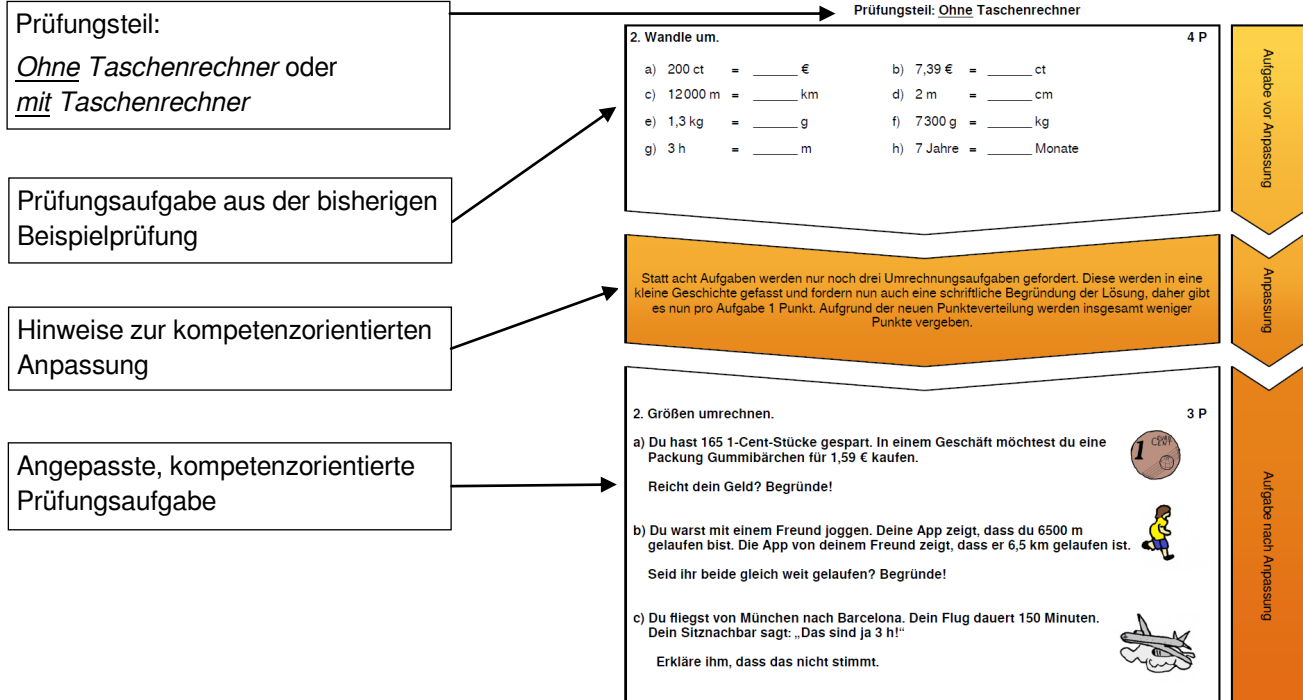 Prüfungsteil:
Ohne Taschenrechner oder
mit Taschenrechner
Prüfungsaufgabe aus der bisherigen
Beispielprüfung
Hinweise zur kompetenzorientierten
Anpassung
Angepasste, kompetenzorientierte
Prüfungsaufgabe
Prüfungsteil: Ohne Taschenrechner
2. Wandle um. 4 P
a) 200 ct = ______ € b) 7,39 € = ______ ct
c) 12000 m = ______ km d) 2 m = ______ cm
e) 1,3 kg = ______ g f) 7300 g = ______ kg
g) 3 h = ______ m h) 7 Jahre = ______ Monate
Aufgabe vor Anpassung
Statt acht Aufgaben werden nur noch drei Umrechnungsaufgaben gefordert. Diese werden in eine
kleine Geschichte gefasst und fordern nun auch eine schriftliche Begründung der Lösung, daher gibt
es nun pro Aufgabe 1 Punkt. Aufgrund der neuen Punkteverteilung werden insgesamt weniger
Punkte vergeben.
Anpassung
2. Größen umrechnen. 3 P
a) Du hast 165 1-Cent-Stücke gespart. In einem Geschäft möchtest du eine
Packung Gummibärchen für 1,59 € kaufen.
Reicht dein Geld? Begründe!
1
CENT
b) Du warst mit einem Freund joggen. Deine App zeigt, dass du 6500 m
gelaufen bist. Die App von deinem Freund zeigt, dass er 6,5 km gelaufen ist.
Seid ihr beide gleich weit gelaufen? Begründe!
c) Du fliegst von München nach Barcelona. Dein Flug dauert 150 Minuten.
Dein Sitznachbar sagt: „Das sind ja 3 h!“
Erkläre ihm, dass das nicht stimmt.
Aufgabe nach Anpassung